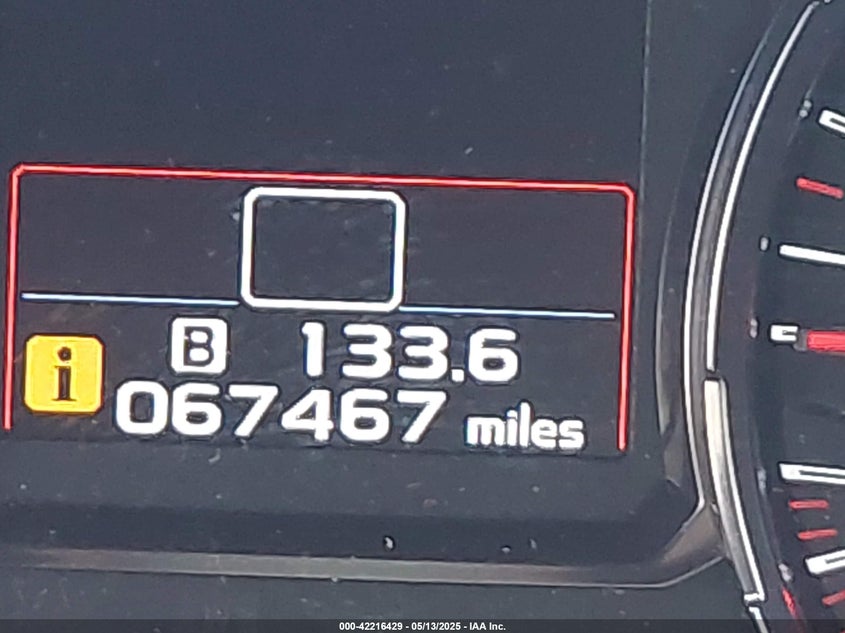 B 133.6
i 067467 miles
C
000-42216429 - 05/13/2025 - IAA Inc.